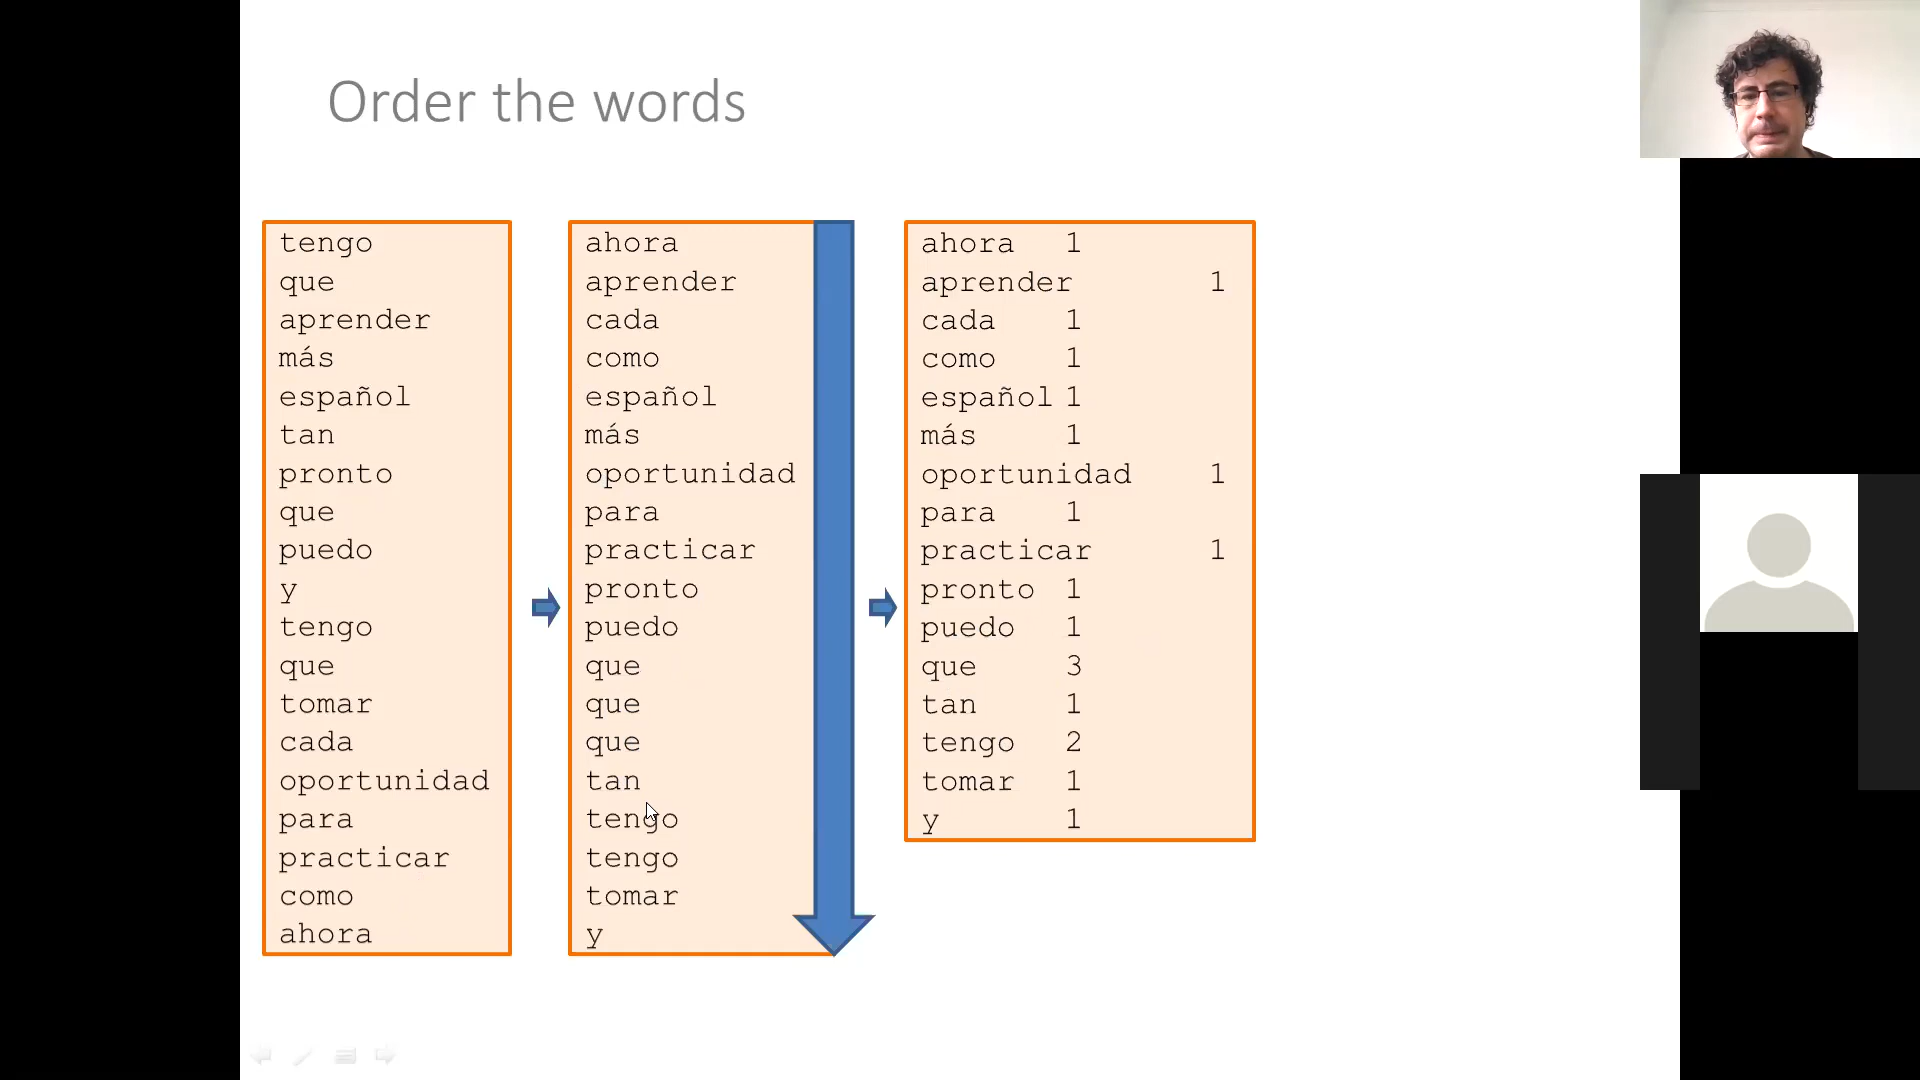 Order the words
tengo
que
aprender
más
español
tan
pronto
que
puedo
y
tengo
que
tomar
cada
oportunidad
para
practicar
como
ahora
ahora
aprender
cada
como
español
más
oportunidad
para
practicar
pronto
puedo
que
que
que
tan
tengo
tengo
tomar
y
ahora 1
aprender 1
cada 1
como 1
español 1
más 1
oportunidad 1
para 1
practicar 1
pronto 1
puedo 1
que 3
tan 1
tengo 2
tomar 1
y 1